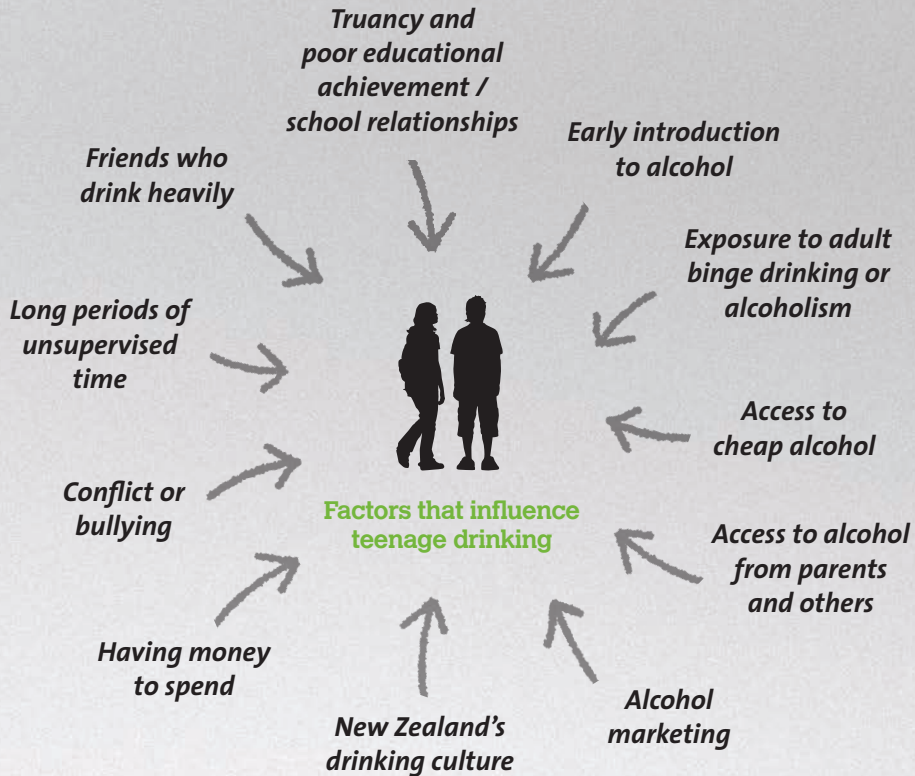 Truancy and
poor educational
achievement /
school relationships
Early introduction
to alcohol
Exposure to adult
binge drinking or
alcoholism
Access to
cheap alcohol
Access to alcohol
from parents
and others
Alcohol
marketing
New Zealand's
drinking culture
Having money
to spend
Conflict or
bullying
Long periods of
unsupervised
time
Friends who
drink heavily
Factors that influence
teenage drinking